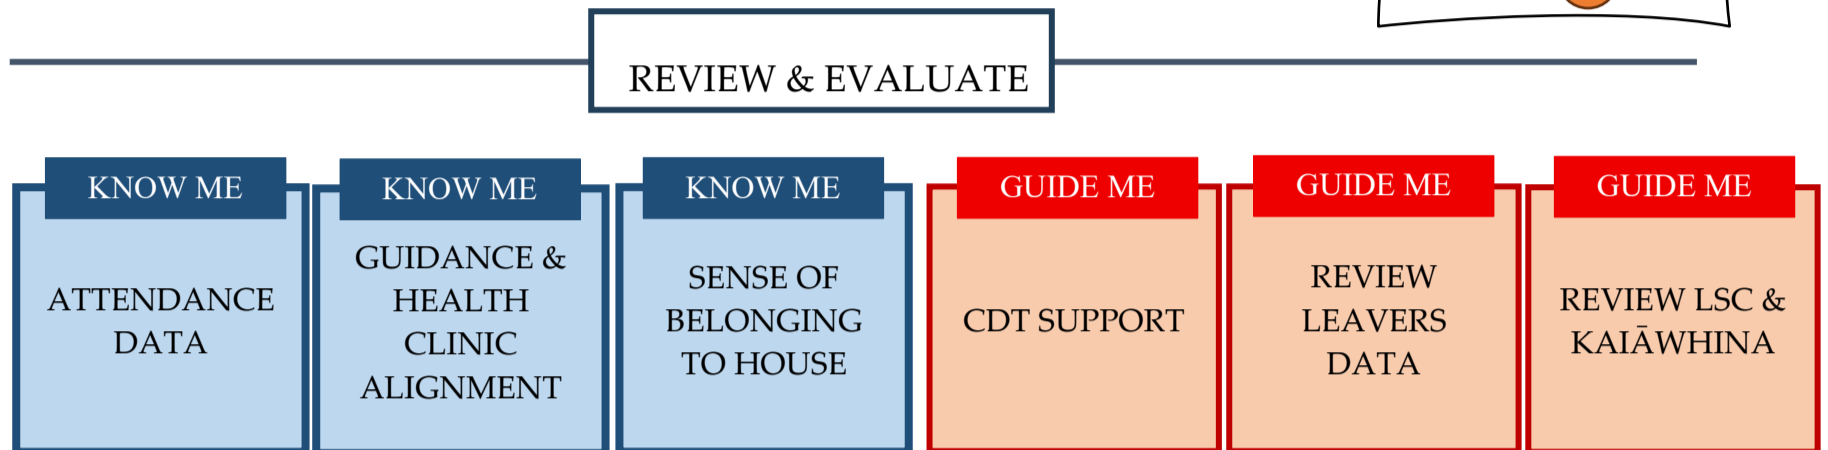 REVIEW & EVALUATE
KNOW ME
ATTENDANCE
DATA
KNOW ME
GUIDANCE &
HEALTH
CLINIC
ALIGNMENT
KNOW ME
SENSE OF
BELONGING
TO HOUSE
GUIDE ME
CDT SUPPORT
GUIDE ME
REVIEW
LEAVERS
DATA
GUIDE ME
REVIEW LSC &
KAIĀWHINA